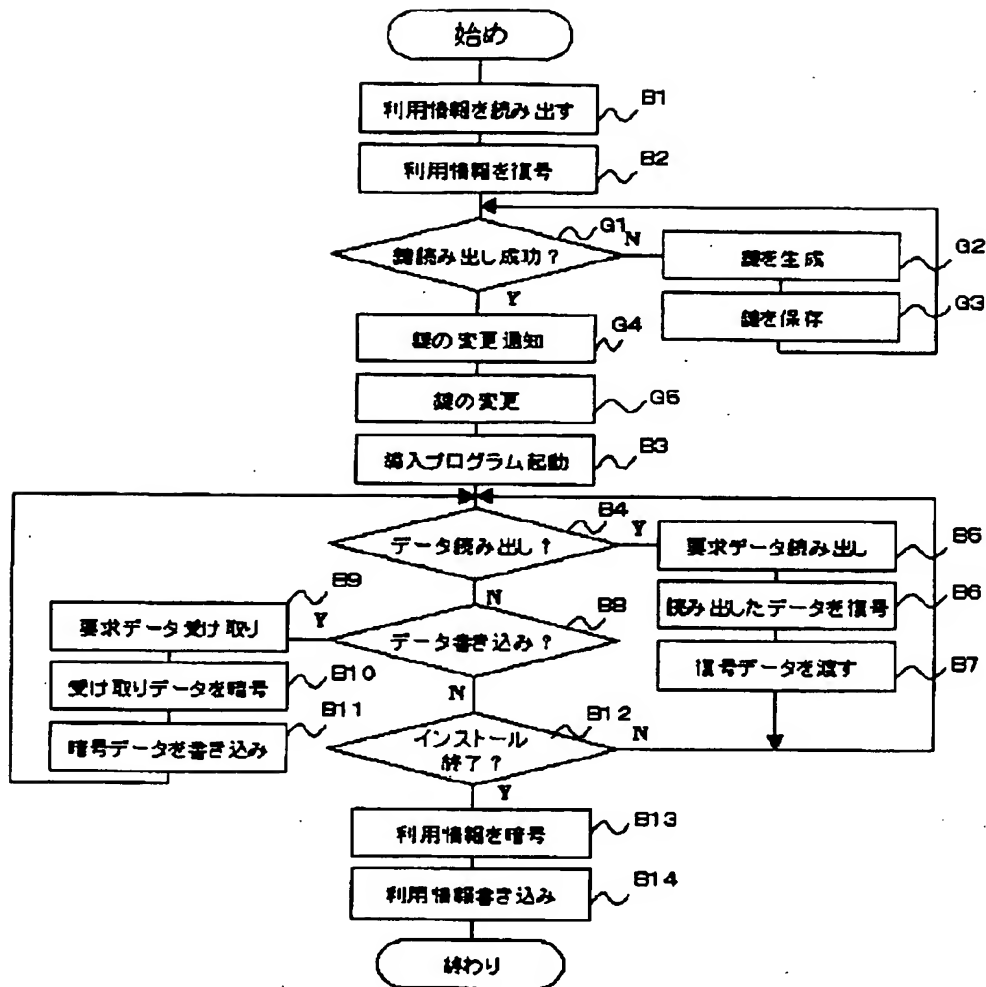 始め
利用情報を読み出す
B1
利用情報を復号
B2
鍵読み出し成功？
G1
N
鍵を生成
G2
鍵を保存
G3
Y
鍵の変更通知
G4
鍵の変更
G5
導入プログラム起動
B3
データ読み出し？
B4
Y
要求データ読み出し
B5
N
読み出したデータを復号
B6
復号データを渡す
B7
データ書き込み？
B8
Y
要求データ受け取り
B9
受け取りデータを暗号
B10
暗号データを書き込み
B11
N
インストール
終了？
B12
N
Y
利用情報を暗号
B13
利用情報書き込み
B14
終わり